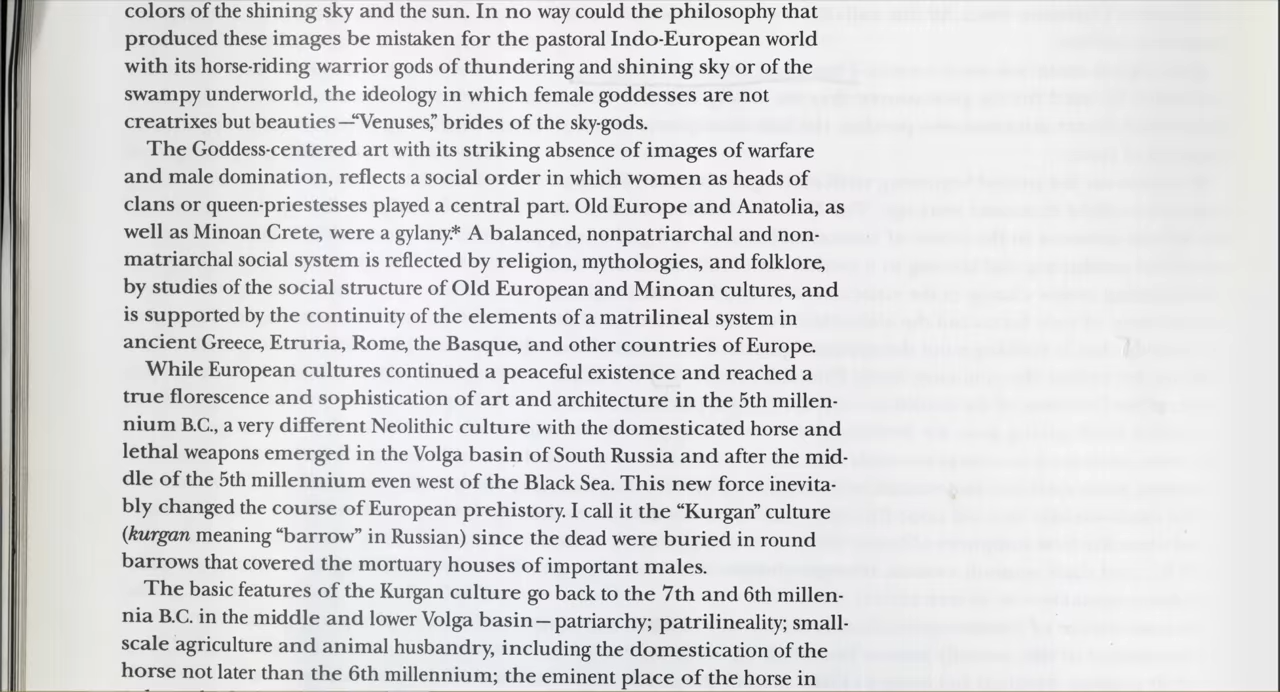 colors of the shining sky and the sun. In no way could the philosophy that
produced these images be mistaken for the pastoral Indo-European world
with its horse-riding warrior gods of thundering and shining sky or of the
swampy underworld, the ideology in which female goddesses are not
creatrixes but beauties—“Venuses,” brides of the sky-gods.
The Goddess-centered art with its striking absence of images of warfare
and male domination, reflects a social order in which women as heads of
clans or queen-priestesses played a central part. Old Europe and Anatolia, as
well as Minoan Crete, were a gylany.* A balanced, nonpatriarchal and non-
matriarchal social system is reflected by religion, mythologies, and folklore,
by studies of the social structure of Old European and Minoan cultures, and
is supported by the continuity of the elements of a matrilineal system in
ancient Greece, Etruria, Rome, the Basque, and other countries of Europe.
While European cultures continued a peaceful existence and reached a
true florescence and sophistication of art and architecture in the 5th millen-
nium B.C., a very different Neolithic culture with the domesticated horse and
lethal weapons emerged in the Volga basin of South Russia and after the mid-
dle of the 5th millennium even west of the Black Sea. This new force inevita-
bly changed the course of European prehistory. I call it the “Kurgan” culture
(kurgan meaning “barrow” in Russian) since the dead were buried in round
barrows that covered the mortuary houses of important males.
The basic features of the Kurgan culture go back to the 7th and 6th millen-
nia B.C. in the middle and lower Volga basin—patriarchy; patrilineality; small-
scale agriculture and animal husbandry, including the domestication of the
horse not later than the 6th millennium; the eminent place of the horse in